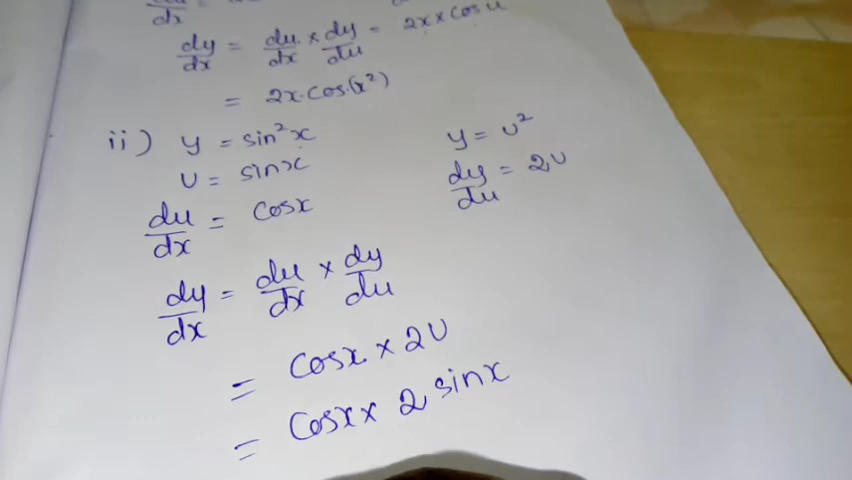 dy/dx = du/dx × dy/du = 2x × cos u
= 2x·cos(x²)
ii) y = sin²x y = u²
u = sinx dy/du = 2u
du/dx = cosx
dy/dx = du/dx × dy/du
= cosx × 2u
= cosx × 2 sinx